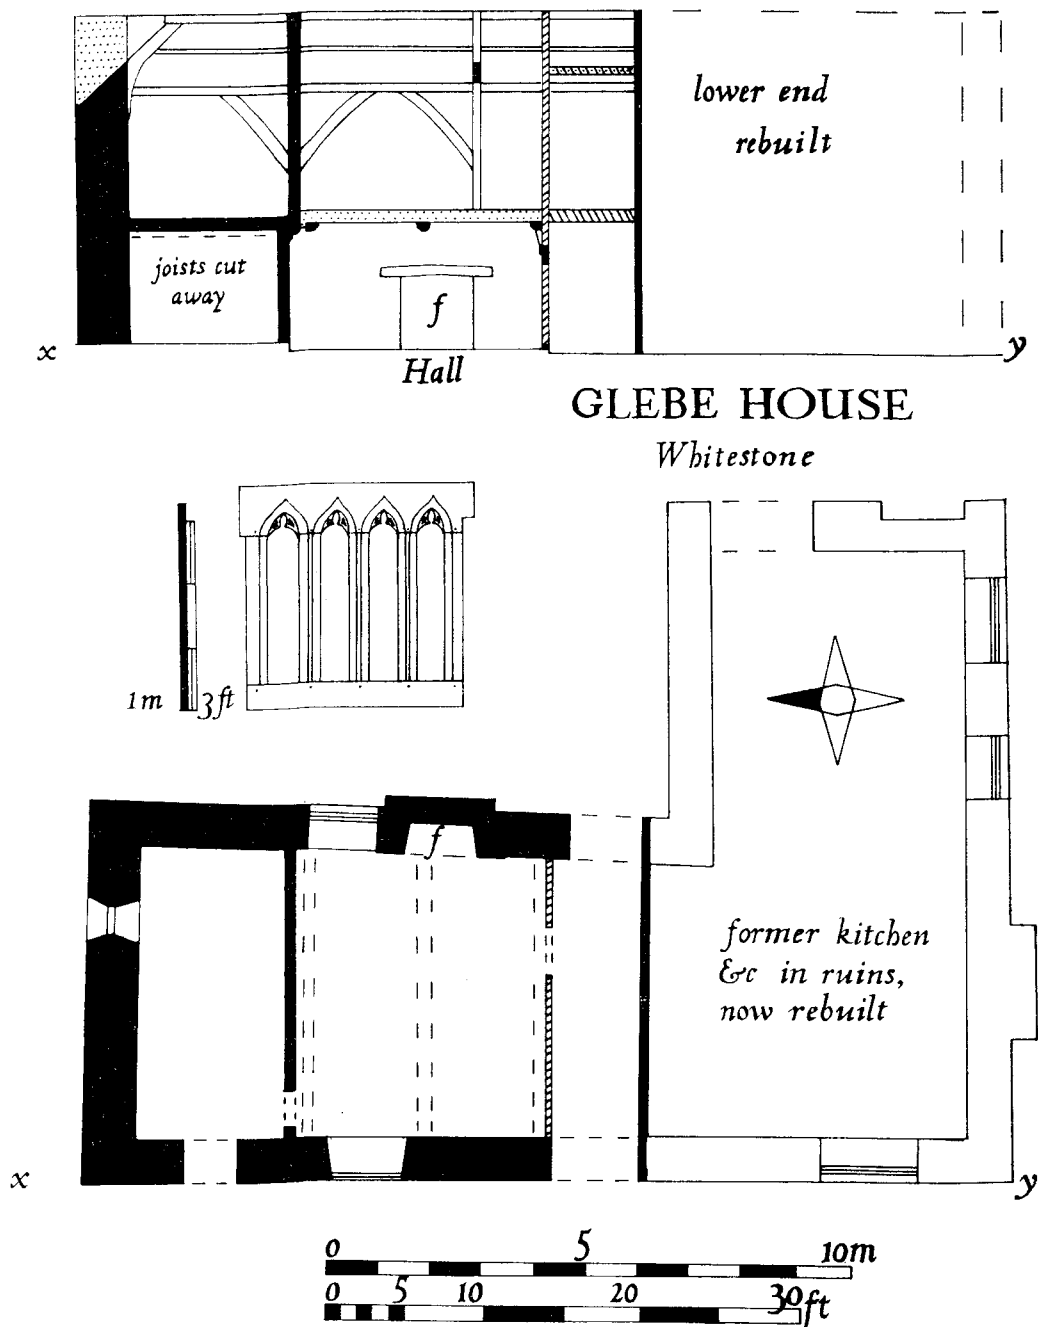 lower end
rebuilt
joists cut
away
f
x
y
Hall
GLEBE HOUSE
Whitestone
1m
3ft
f
former kitchen
&c in ruins,
now rebuilt
x
y
0 5 10m
0 5 10 20 30ft